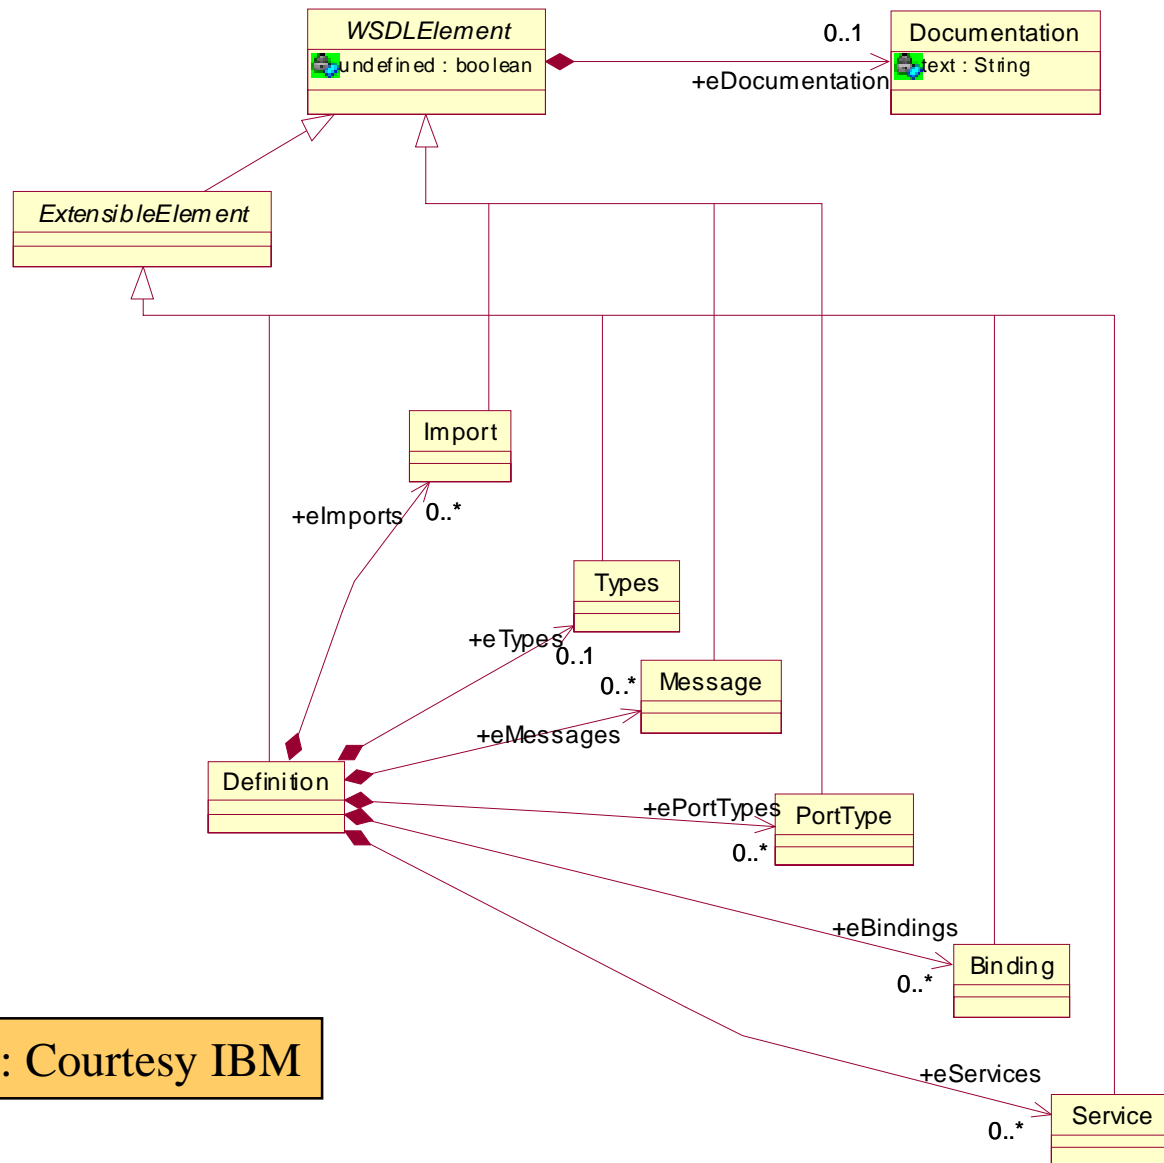 WSDLElement
undefined : boolean
0..1
+eDocumentation
Documentation
text : String
ExtensibleElement
Import
+eImports
0..*
Types
+eTypes
0..1
0..*
Message
+eMessages
Definition
+ePortTypes
PortType
0..*
+eBindings
Binding
0..*
: Courtesy IBM
+eServices
Service
0..*